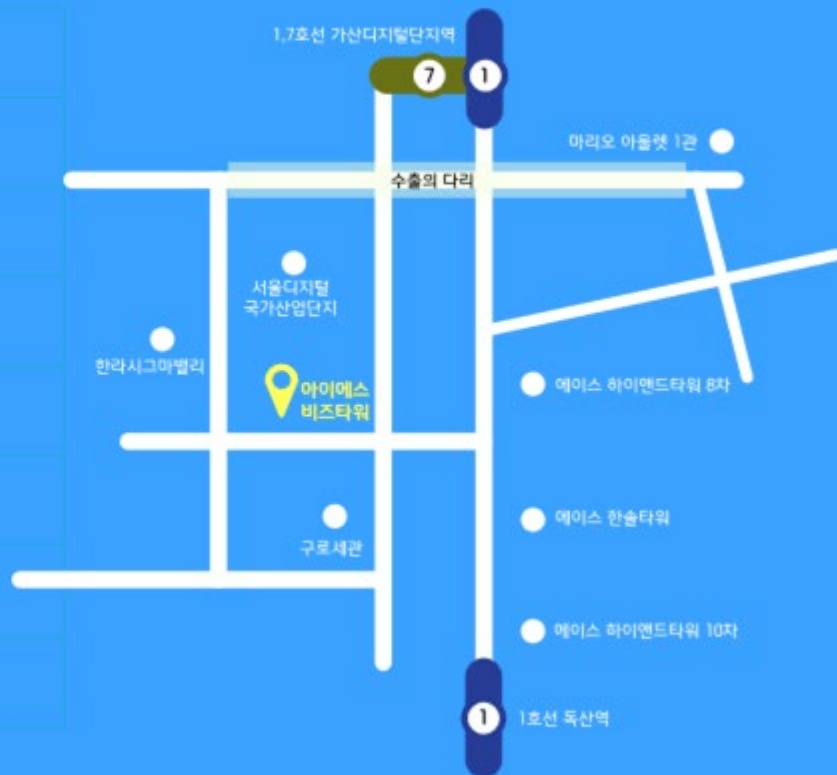 1,7호선 가산디지털단지역
7
1
마리오 아울렛 1관
수출의 다리
서울디지털
국가산업단지
한라시그마밸리
아이에스
비즈타워
에이스 하이앤드타워 8차
에이스 한솔타워
구로세관
에이스 하이앤드타워 10차
1
1호선 독산역